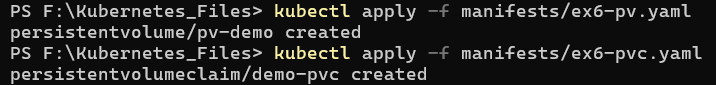 PS F:\Kubernetes_Files> kubectl apply -f manifests/ex6-pv.yaml
persistentvolume/pv-demo created
PS F:\Kubernetes_Files> kubectl apply -f manifests/ex6-pvc.yaml
persistentvolumeclaim/demo-pvc created